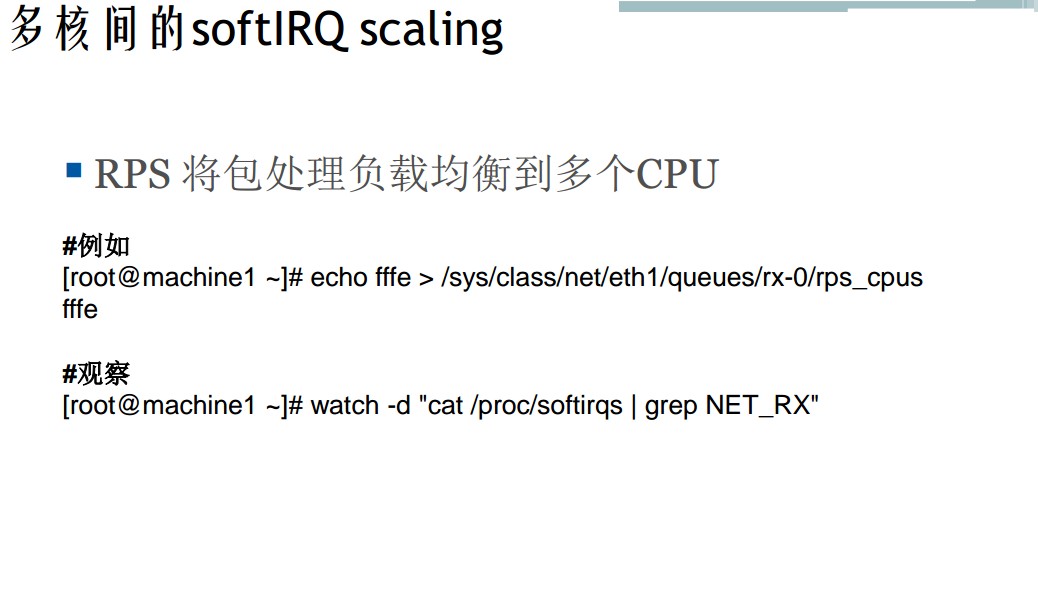 多核间的softIRQ scaling
RPS 将包处理负载均衡到多个CPU
#例如
[root@machine1 ~]# echo fffe > /sys/class/net/eth1/queues/rx-0/rps_cpus
fffe
#观察
[root@machine1 ~]# watch -d "cat /proc/softirqs | grep NET_RX"